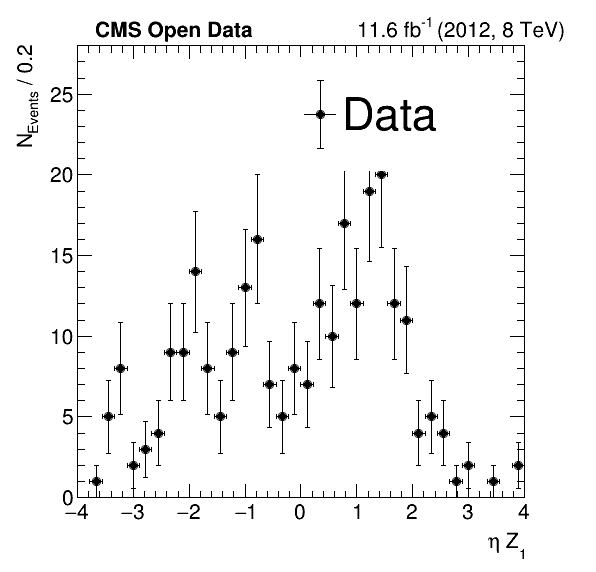 CMS Open Data 11.6 fb⁻¹ (2012, 8 TeV)
N_Events / 0.2
Data
25
20
15
10
5
0
−4 −3 −2 −1 0 1 2 3 4
η Z₁